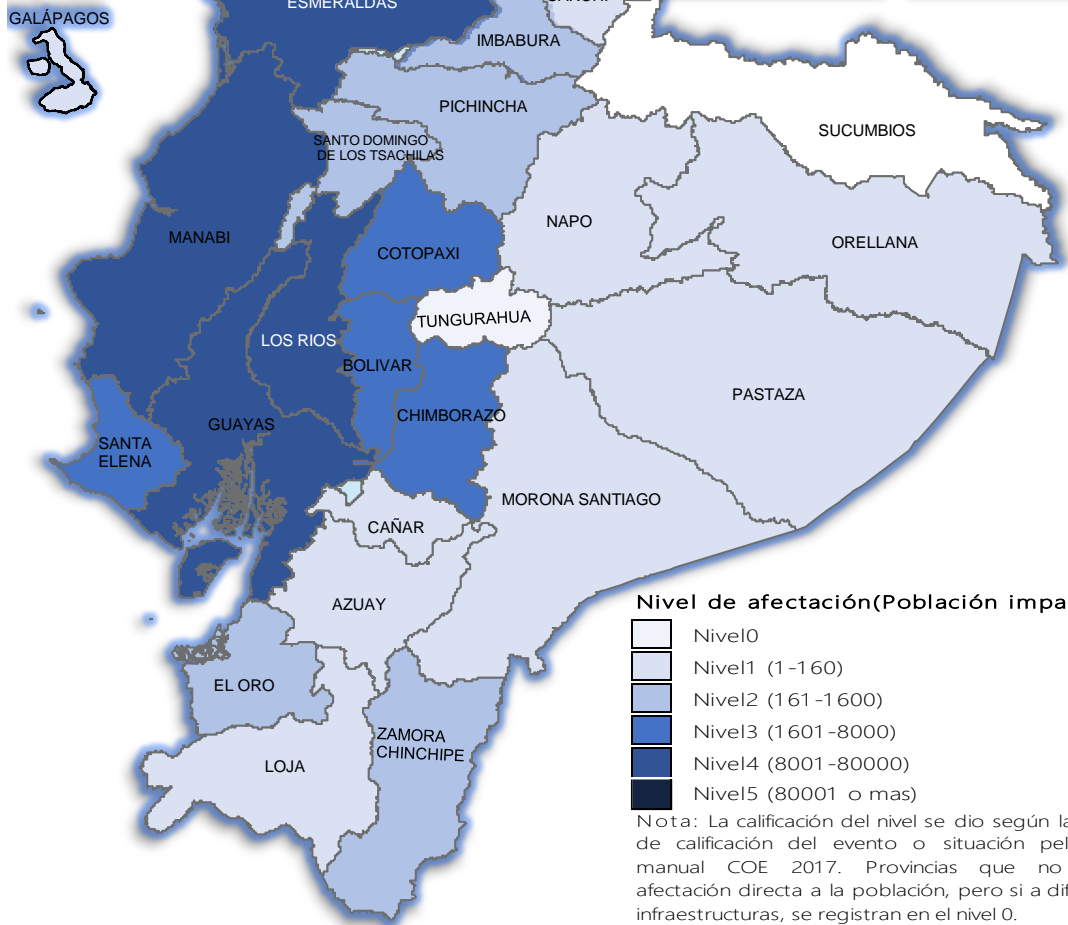 ESMERALDAS
GALÁPAGOS
IMBABURA
PICHINCHA
SUCUMBIOS
SANTO DOMINGO
DE LOS TSACHILAS
NAPO
MANABI
ORELLANA
COTOPAXI
TUNGURAHUA
LOS RIOS
BOLIVAR
PASTAZA
CHIMBORAZO
GUAYAS
SANTA
ELENA
MORONA SANTIAGO
CAÑAR
AZUAY
EL ORO
ZAMORA
CHINCHIPE
LOJA
Nivel de afectación(Población impa
Nivel0
Nivel1 (1-160)
Nivel2 (161-1600)
Nivel3 (1601-8000)
Nivel4 (8001-80000)
Nivel5 (80001 o mas)
Nota: La calificación del nivel se dio según la
de calificación del evento o situación pel
manual COE 2017. Provincias que no
afectación directa a la población, pero si a dif
infraestructuras, se registran en el nivel 0.